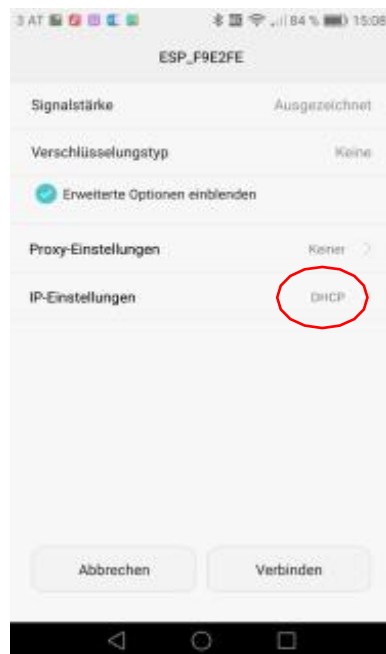 3 AT 84 % 15:08
ESP_F9E2FE
Signalstärke Ausgezeichnet
Verschlüsselungstyp Keine
Erweiterte Optionen einblenden
Proxy-Einstellungen Keiner
IP-Einstellungen DHCP
Abbrechen Verbinden